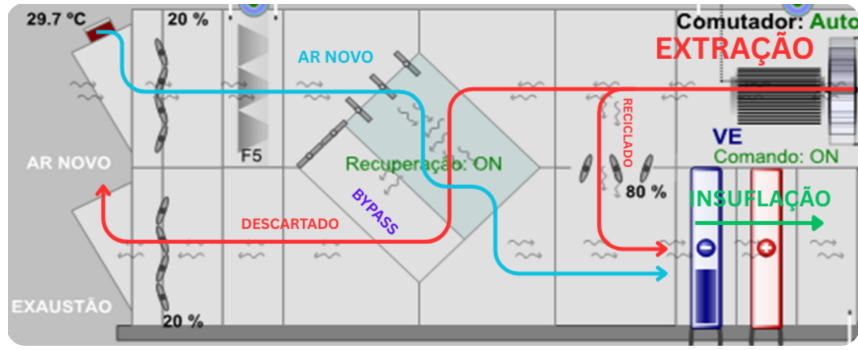 29.7 ºC
20 %
Comutador: Auto
EXTRAÇÃO
AR NOVO
RECICLADO
F5
VE
Comando: ON
AR NOVO
Recuperação: ON
80 %
BYPASS
INSUFLAÇÃO
DESCARTADO
EXAUSTÃO
20 %